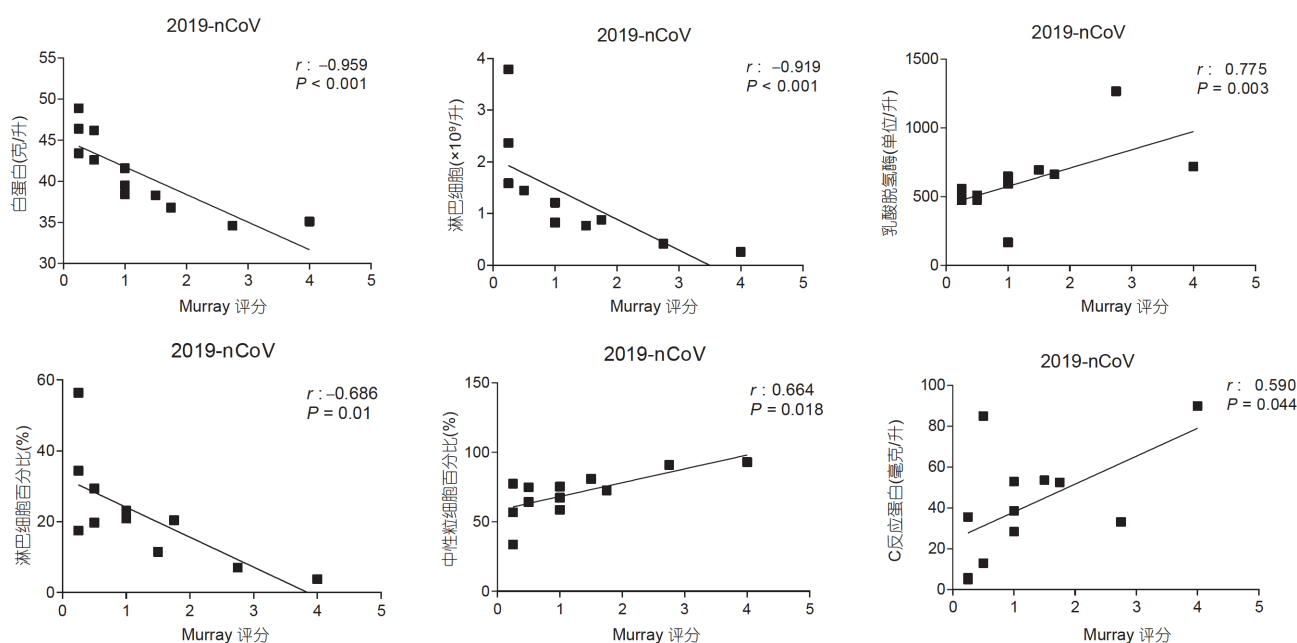 2019-nCoV
r : –0.959
P < 0.001
白蛋白(克/升)
55
50
45
40
35
30
0 1 2 3 4 5
Murray 评分
2019-nCoV
r : –0.919
P < 0.001
淋巴细胞(×10⁹/升)
4
3
2
1
0
0 1 2 3 4 5
Murray 评分
2019-nCoV
r : 0.775
P = 0.003
乳酸脱氢酶(单位/升)
1500
1000
500
0
0 1 2 3 4 5
Murray 评分
2019-nCoV
r : –0.686
P = 0.01
淋巴细胞百分比(%)
60
40
20
0
0 1 2 3 4 5
Murray 评分
2019-nCoV
r : 0.664
P = 0.018
中性粒细胞百分比(%)
150
100
50
0
0 1 2 3 4 5
Murray 评分
2019-nCoV
r : 0.590
P = 0.044
C反应蛋白(毫克/升)
100
80
60
40
20
0
0 1 2 3 4 5
Murray 评分